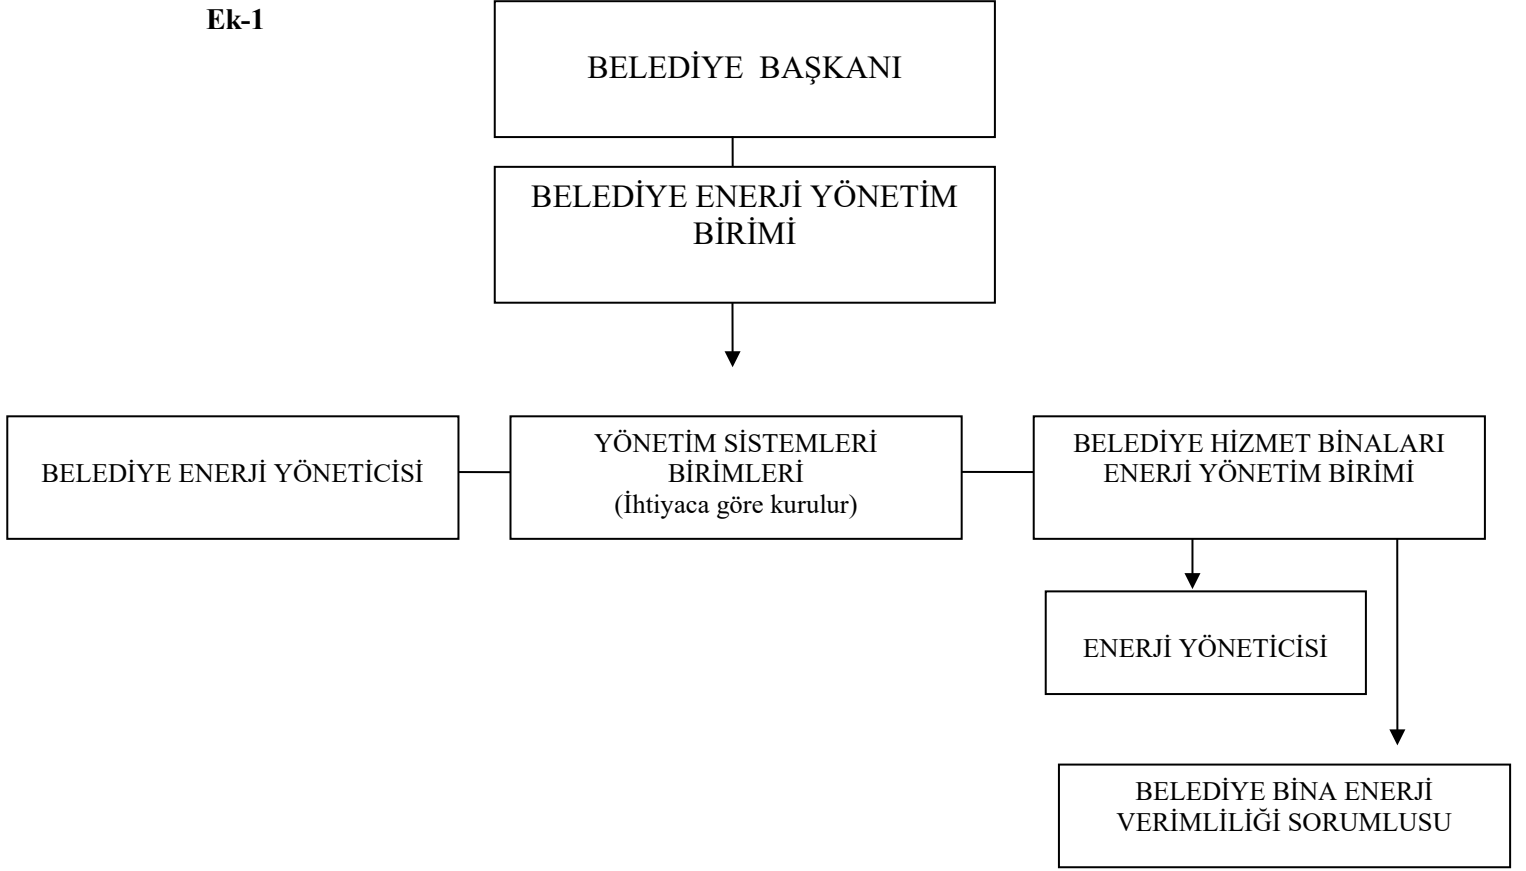 Ek-1
BELEDİYE  BAŞKANI
BELEDİYE ENERJİ YÖNETİM
BİRİMİ
BELEDİYE ENERJİ YÖNETİCİSİ
YÖNETİM SİSTEMLERİ
BİRİMLERİ
(İhtiyaca göre kurulur)
BELEDİYE HİZMET BİNALARI
ENERJİ YÖNETİM BİRİMİ
ENERJİ YÖNETİCİSİ
BELEDİYE BİNA ENERJİ
VERİMLİLİĞİ SORUMLUSU